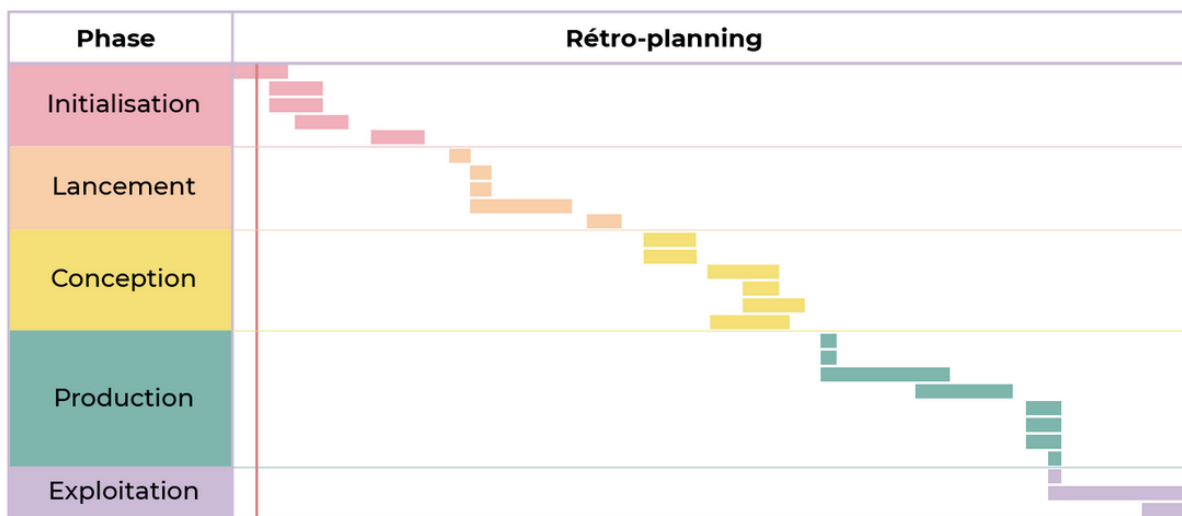 Phase
Rétro-planning
Initialisation
Lancement
Conception
Production
Exploitation